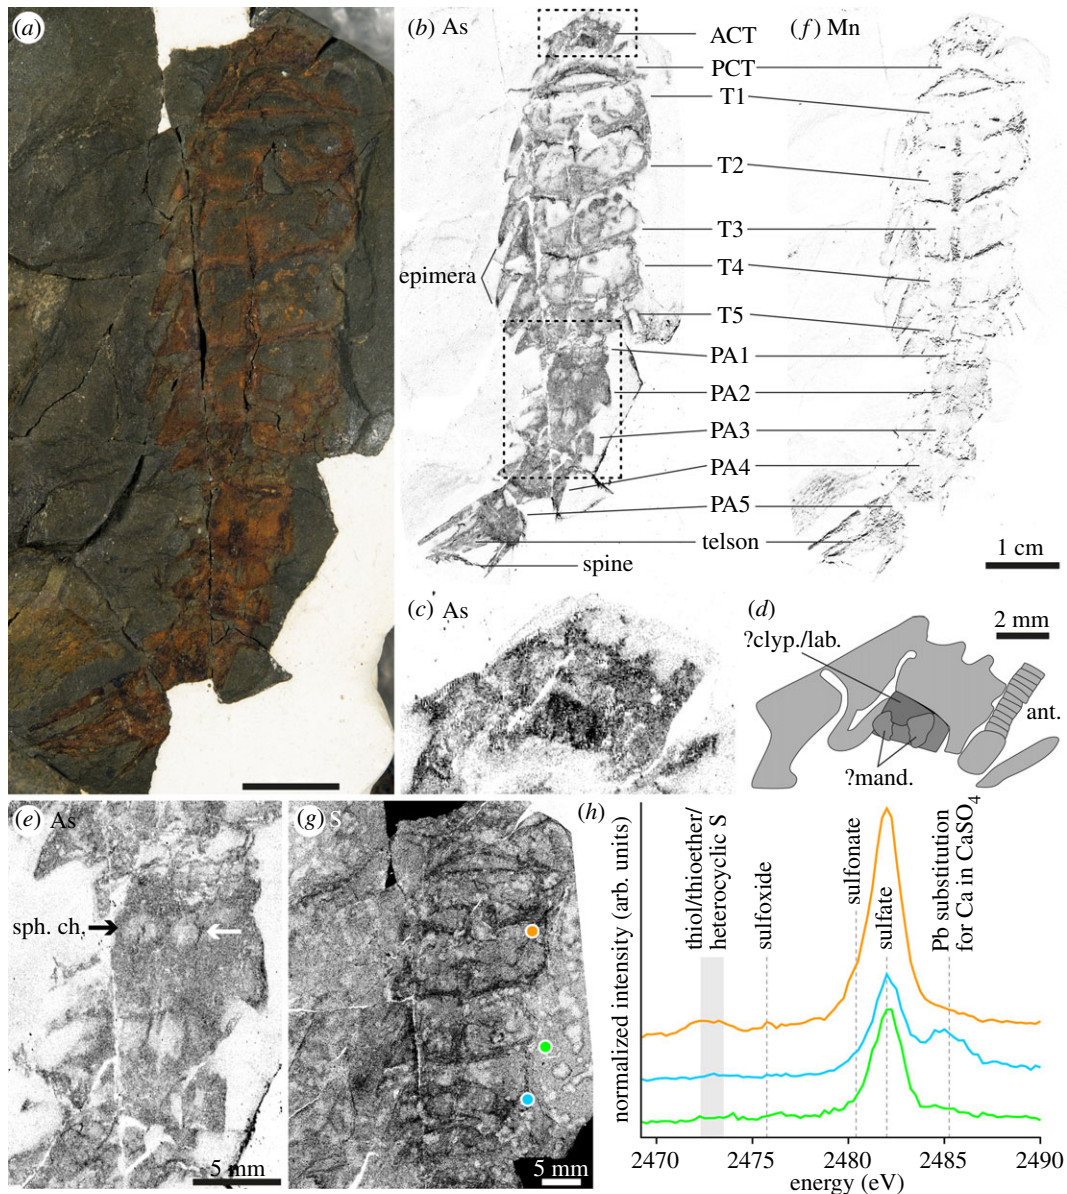 (a)
(b) As
(f) Mn
ACT
PCT
T1
T2
T3
T4
T5
PA1
PA2
PA3
PA4
PA5
telson
spine
epimera
1 cm
(c) As
(d)
2 mm
?clyp./lab.
ant.
?mand.
(e) As
sph. ch.
5 mm
(g) S
5 mm
(h)
normalized intensity (arb. units)
thiol/thioether/
heterocyclic S
sulfoxide
sulfonate
sulfate
Pb substitution
for Ca in CaSO4
2470 2475 2480 2485 2490
energy (eV)